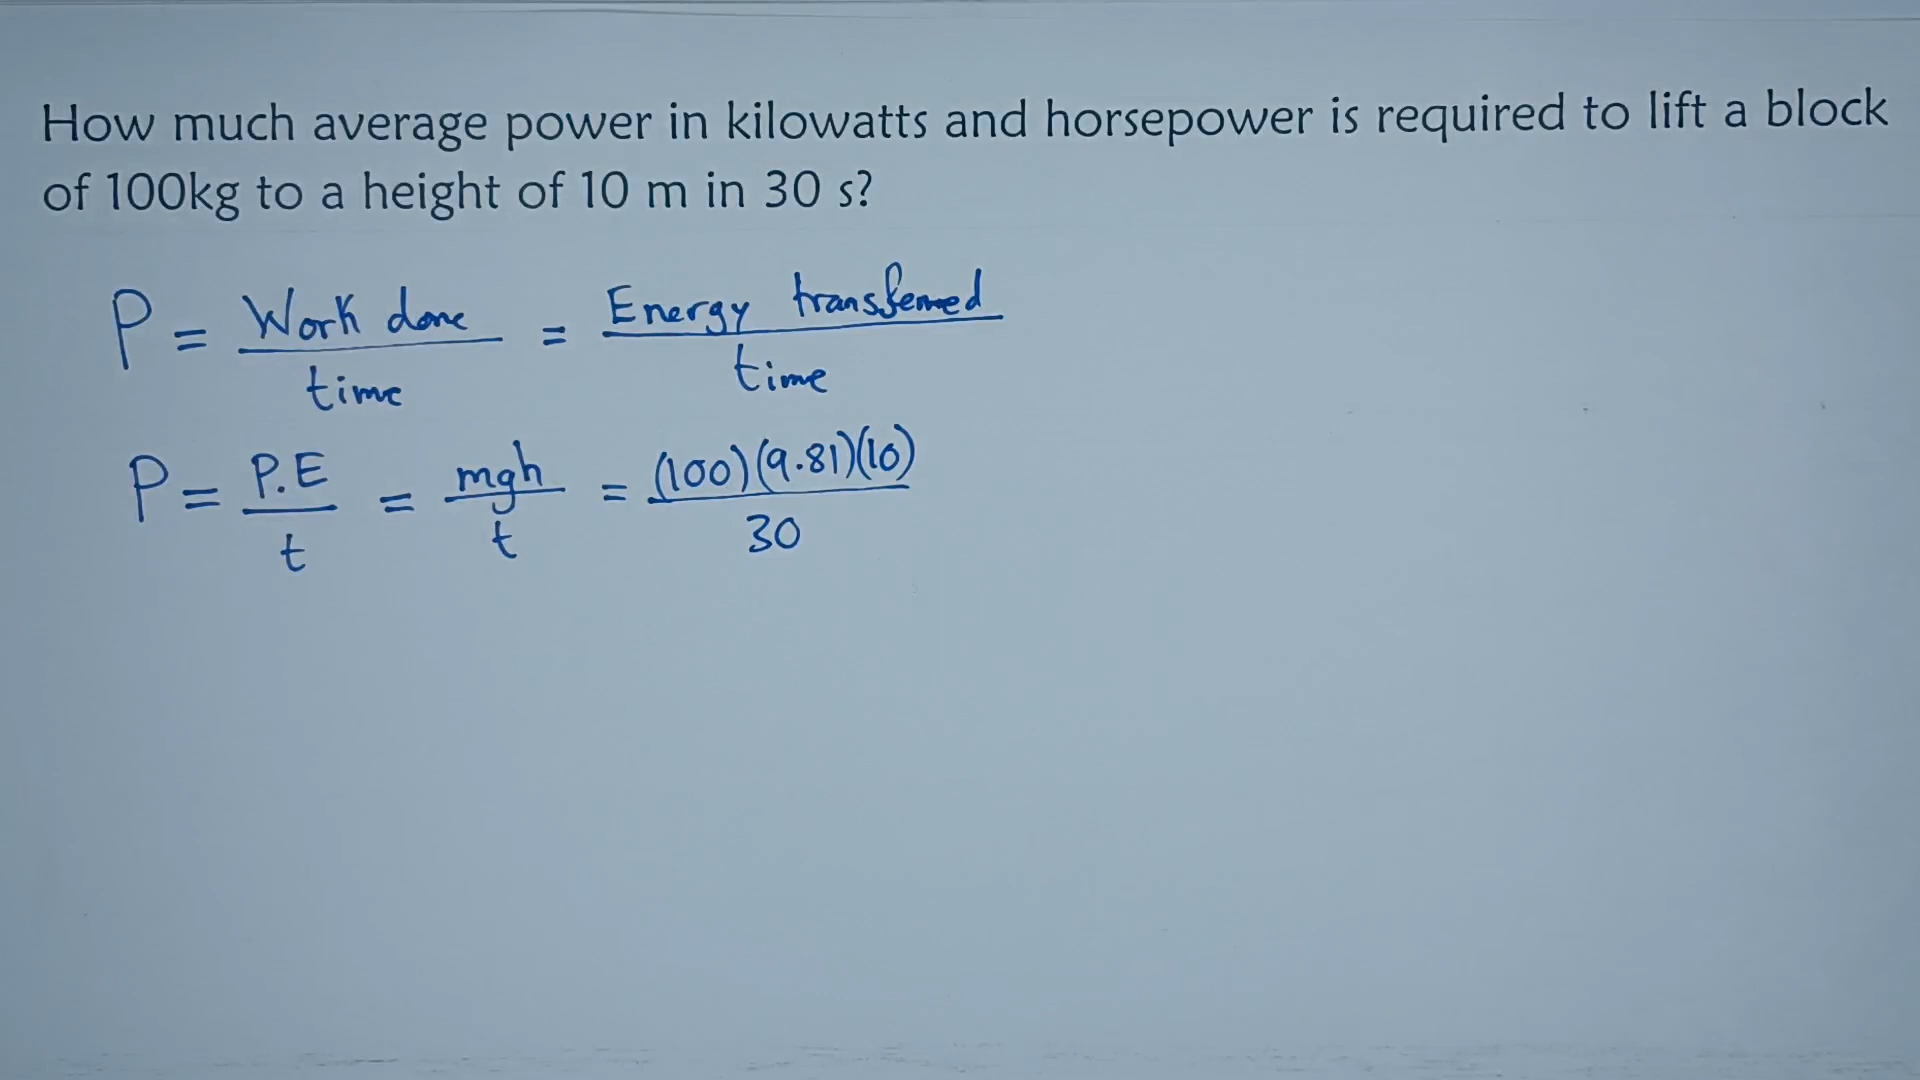 How much average power in kilowatts and horsepower is required to lift a block
of 100kg to a height of 10 m in 30 s?
P = Work done / time = Energy transferred / time
P = P.E / t = mgh / t = (100)(9.81)(10) / 30